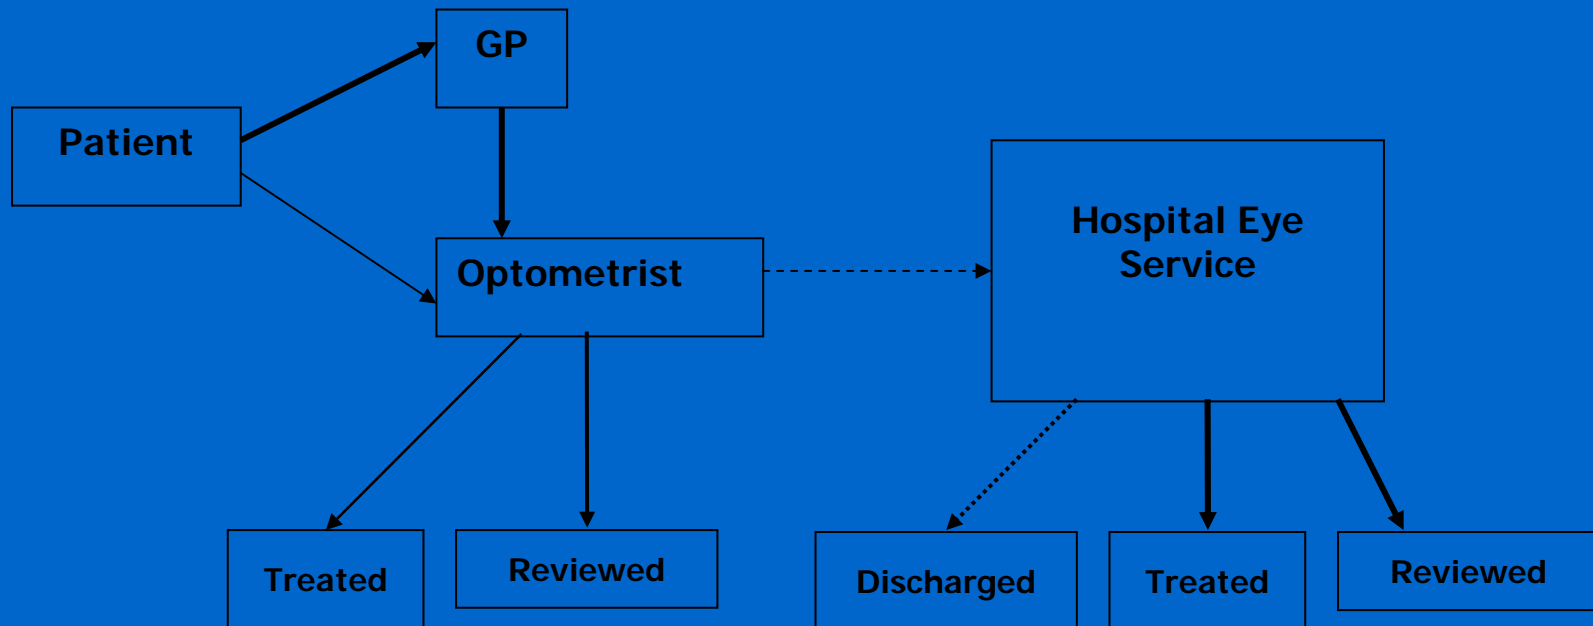 GP
Patient
Hospital Eye
Service
Optometrist
Treated
Reviewed
Discharged
Treated
Reviewed